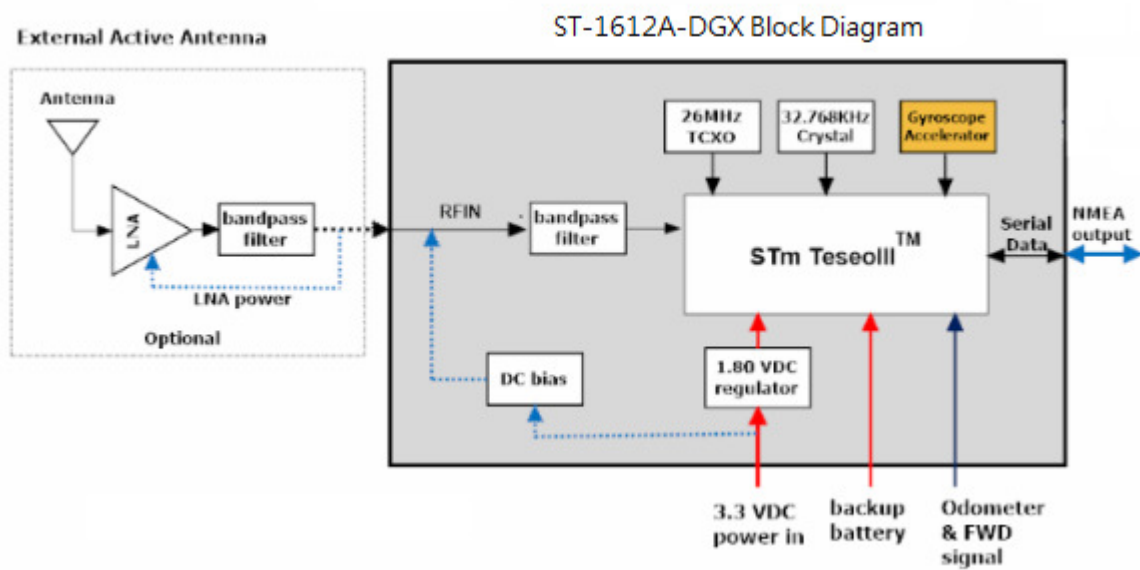 ST-1612A-DGX Block Diagram
External Active Antenna
Antenna
LNA
bandpass
filter
LNA power
Optional
RFIN
bandpass
filter
26MHz
TCXO
32.768KHz
Crystal
Gyroscope
Accelerator
STm TeseoIII™
Serial
Data
NMEA
output
DC bias
1.80 VDC
regulator
3.3 VDC
power in
backup
battery
Odometer
& FWD
signal